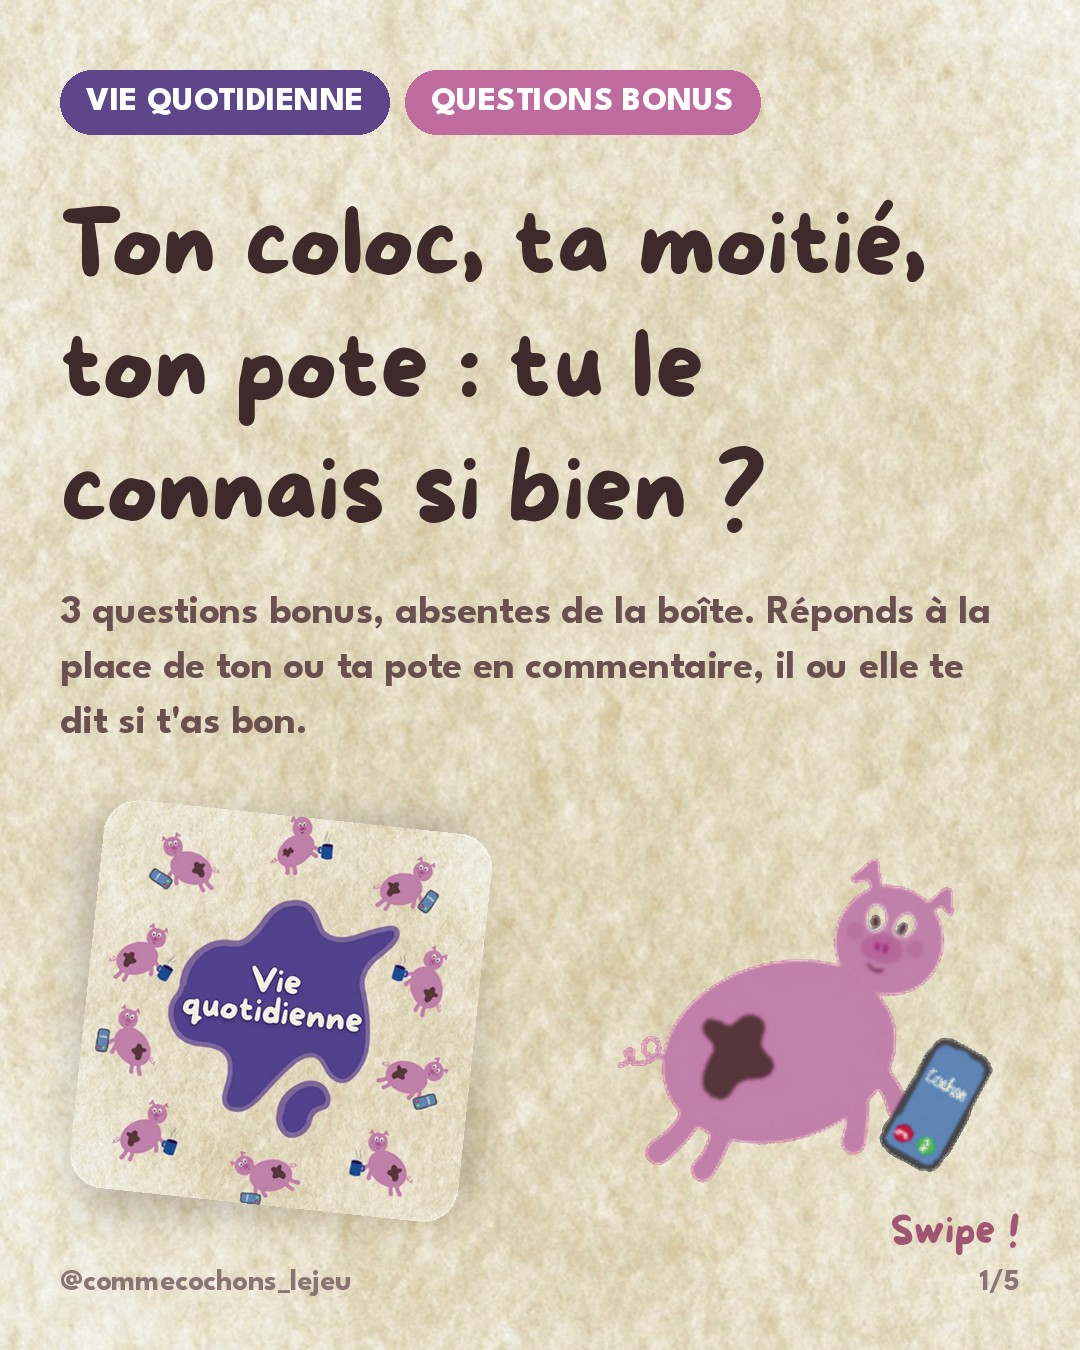 VIE QUOTIDIENNE
QUESTIONS BONUS
Ton coloc, ta moitié,
ton pote : tu le
connais si bien ?
3 questions bonus, absentes de la boîte. Réponds à la
place de ton ou ta pote en commentaire, il ou elle te
dit si t'as bon.
Vie
quotidienne
Swipe !
@commecochons_lejeu
1/5